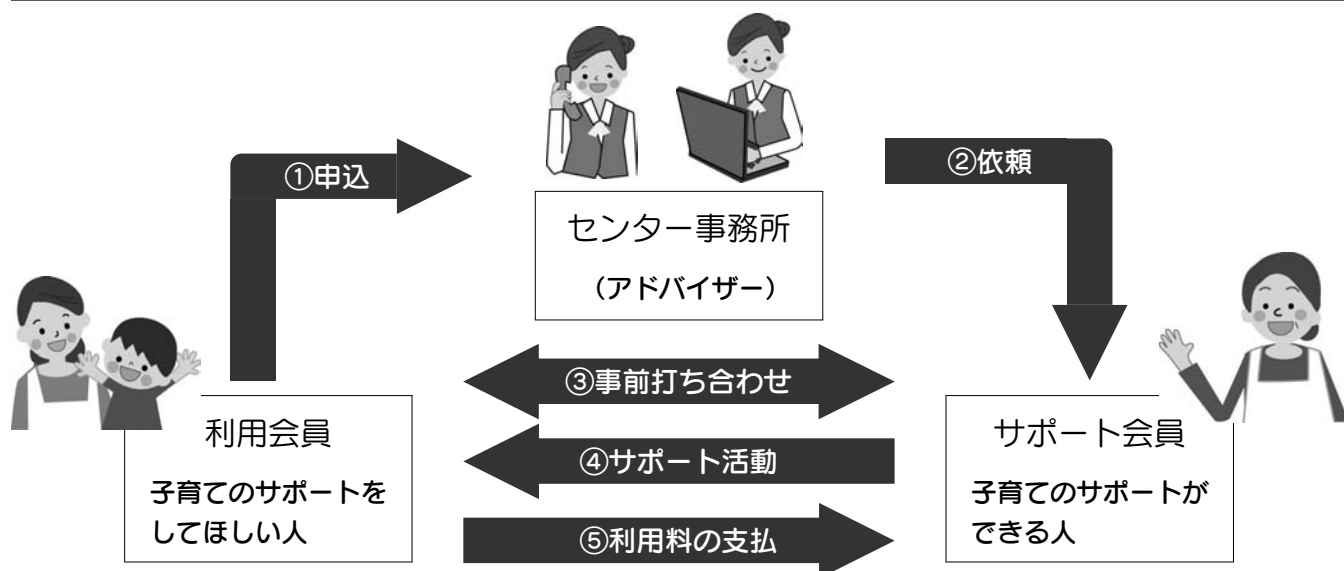 ①申込
②依頼
センター事務所
（アドバイザー）
③事前打ち合わせ
④サポート活動
⑤利用料の支払
利用会員
子育てのサポートを
してほしい人
サポート会員
子育てのサポートが
できる人